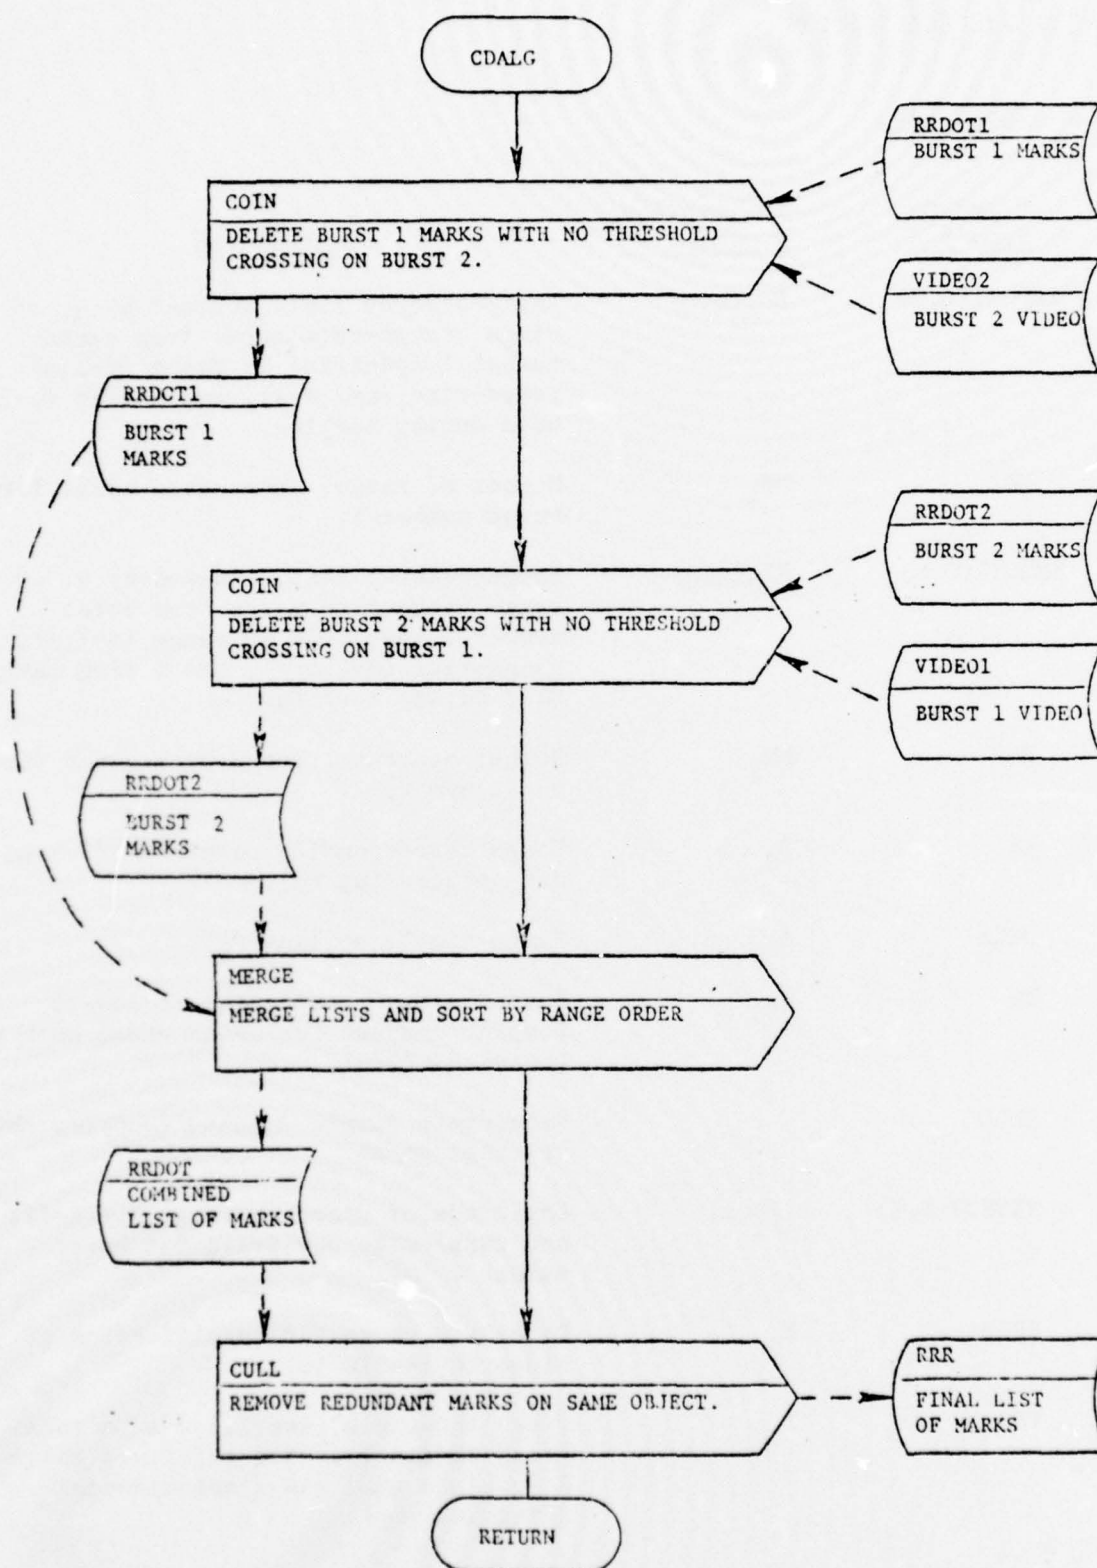 CDALG
RRDOT1
BURST 1 MARKS
COIN
DELETE BURST 1 MARKS WITH NO THRESHOLD
CROSSING ON BURST 2.
VIDEO2
BURST 2 VIDEO
RRDCT1
BURST 1
MARKS
RRDOT2
BURST 2 MARKS
COIN
DELETE BURST 2 MARKS WITH NO THRESHOLD
CROSSING ON BURST 1.
VIDEO1
BURST 1 VIDEO
RRDOT2
BURST 2
MARKS
MERGE
MERGE LISTS AND SORT BY RANGE ORDER
RRDOT
COMBINED
LIST OF MARKS
CULL
REMOVE REDUNDANT MARKS ON SAME OBJECT.
RRR
FINAL LIST
OF MARKS
RETURN